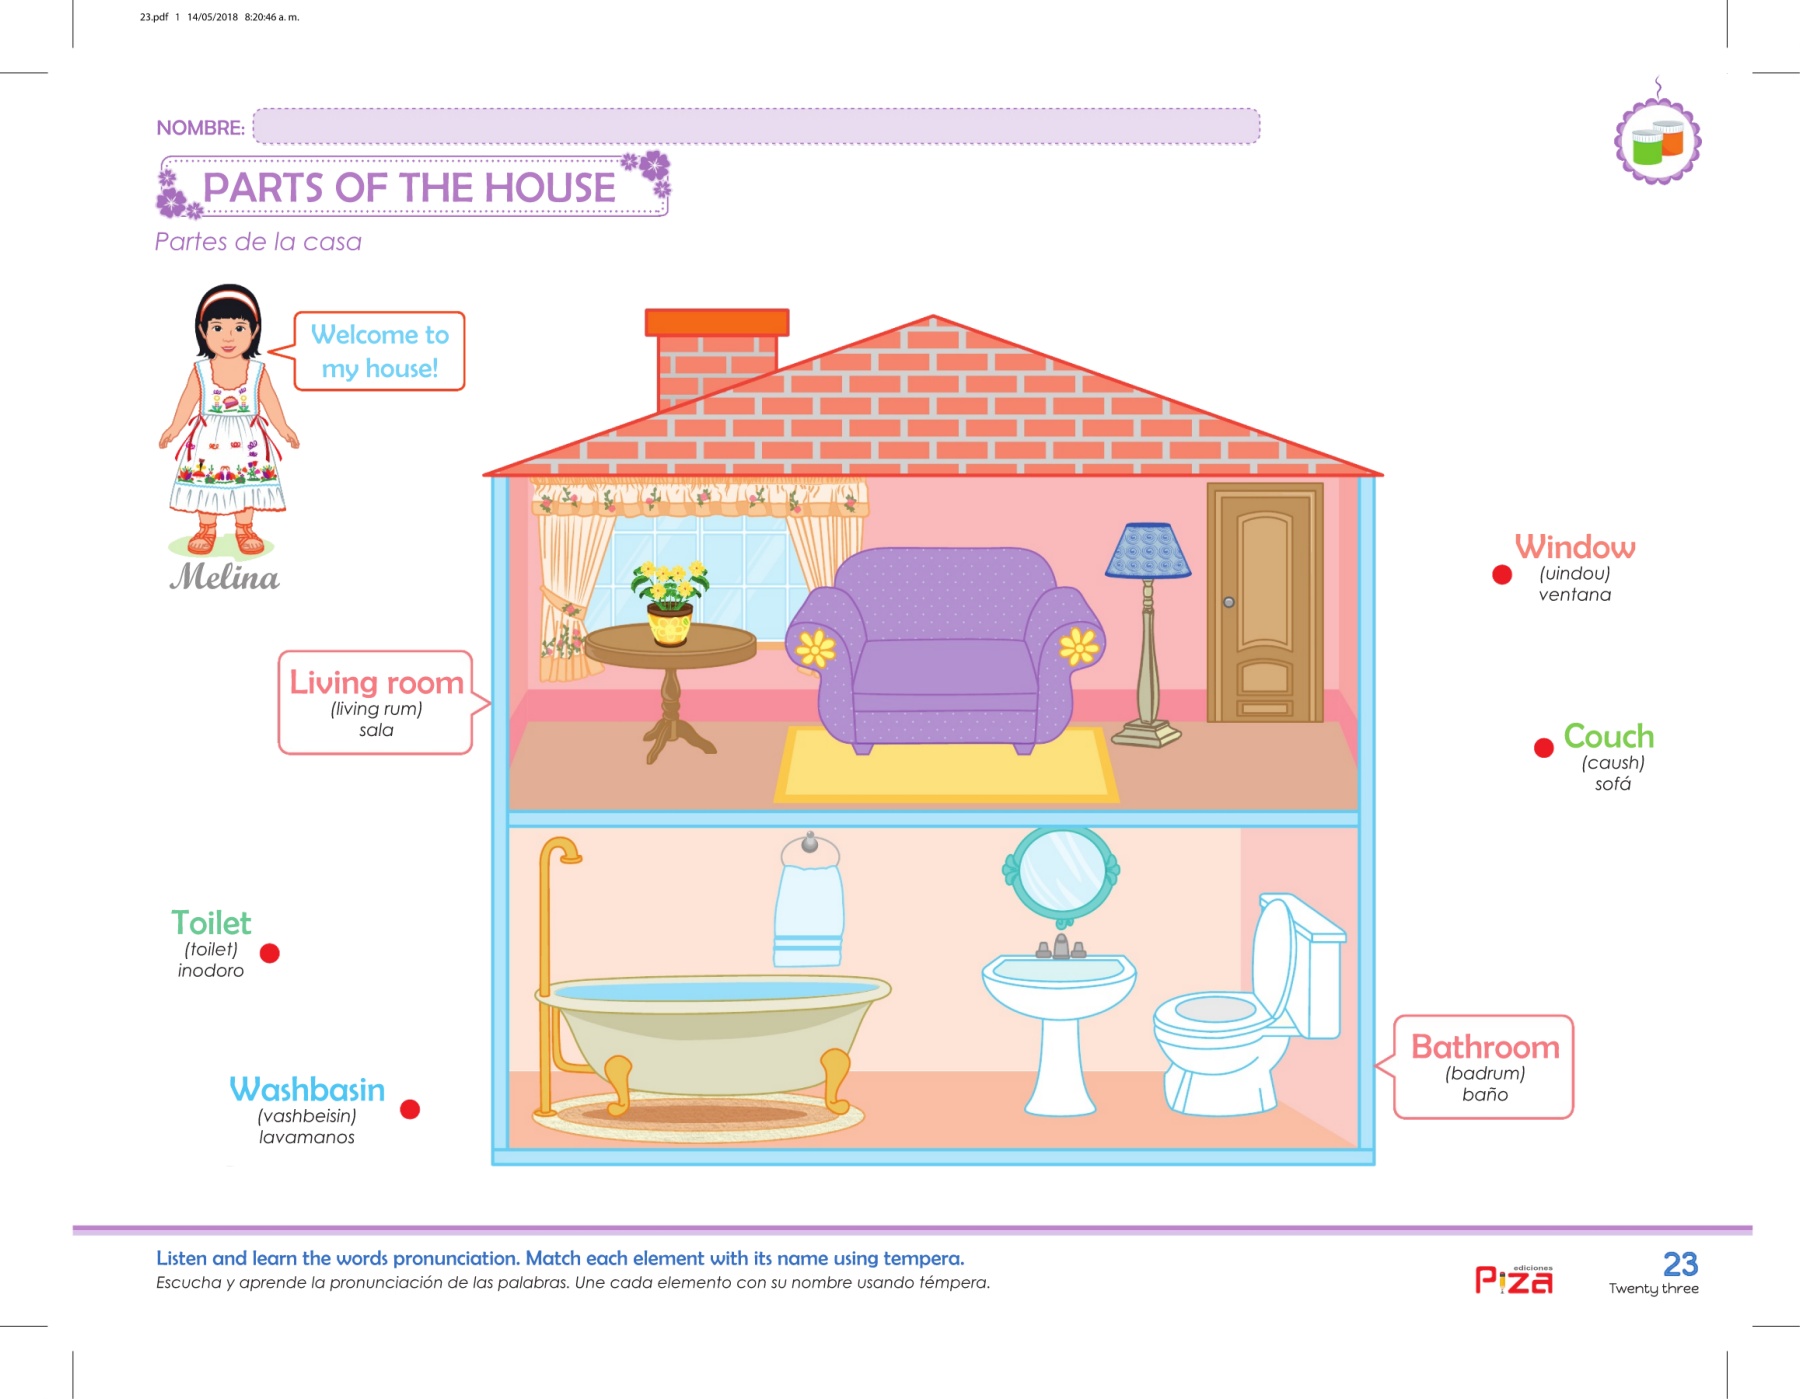 23.pdf 1 14/05/2018 8:20:46 a. m.
NOMBRE:
PARTS OF THE HOUSE
Partes de la casa
Welcome to
my house!
Melina
Living room
(living rum)
sala
Window
(uindou)
ventana
Couch
(caush)
sofá
Toilet
(toilet)
inodoro
Washbasin
(vashbeisin)
lavamanos
Bathroom
(badrum)
baño
Listen and learn the words pronunciation. Match each element with its name using tempera.
Escucha y aprende la pronunciación de las palabras. Une cada elemento con su nombre usando témpera.
ediciones
Piza
23
Twenty three